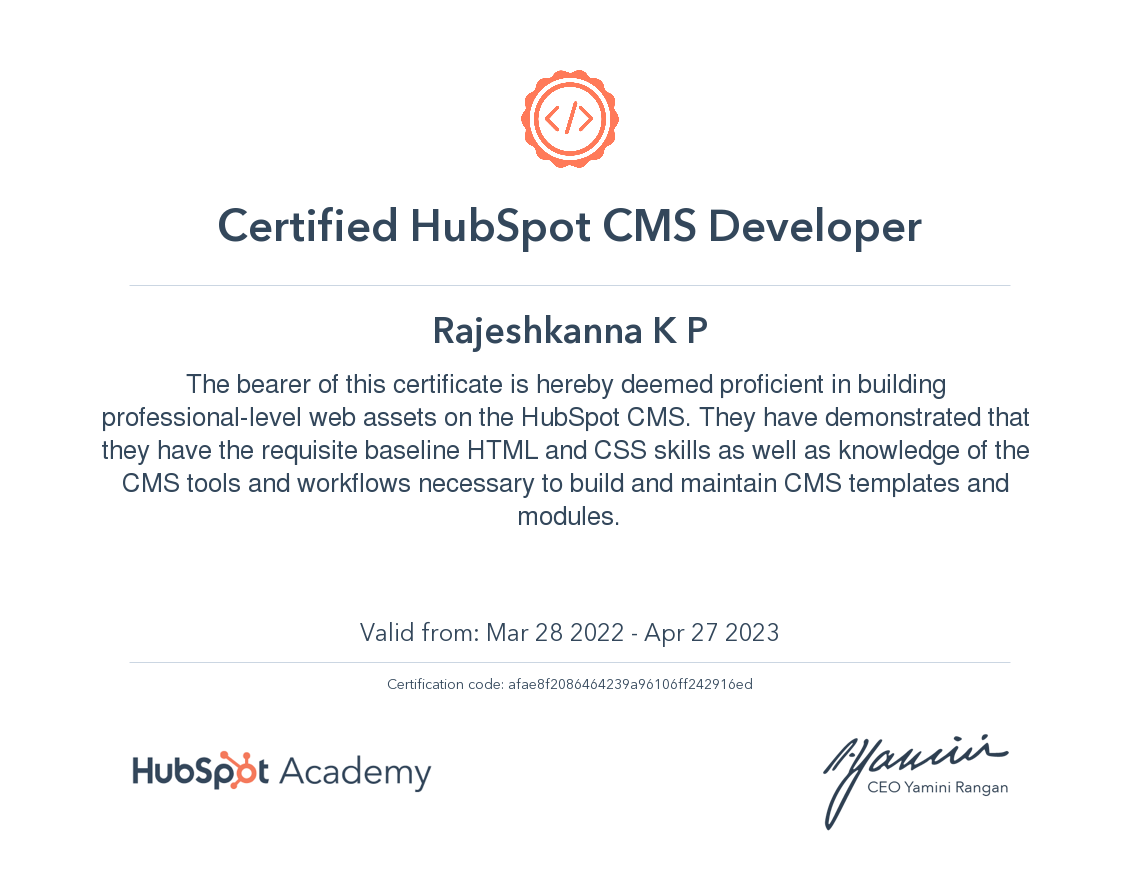 </>
Certified HubSpot CMS Developer
Rajeshkanna K P
The bearer of this certificate is hereby deemed proficient in building
professional-level web assets on the HubSpot CMS. They have demonstrated that
they have the requisite baseline HTML and CSS skills as well as knowledge of the
CMS tools and workflows necessary to build and maintain CMS templates and
modules.
Valid from: Mar 28 2022 - Apr 27 2023
Certification code: afae8f2086464239a96106ff242916ed
HubSpot Academy
Yamini
CEO Yamini Rangan